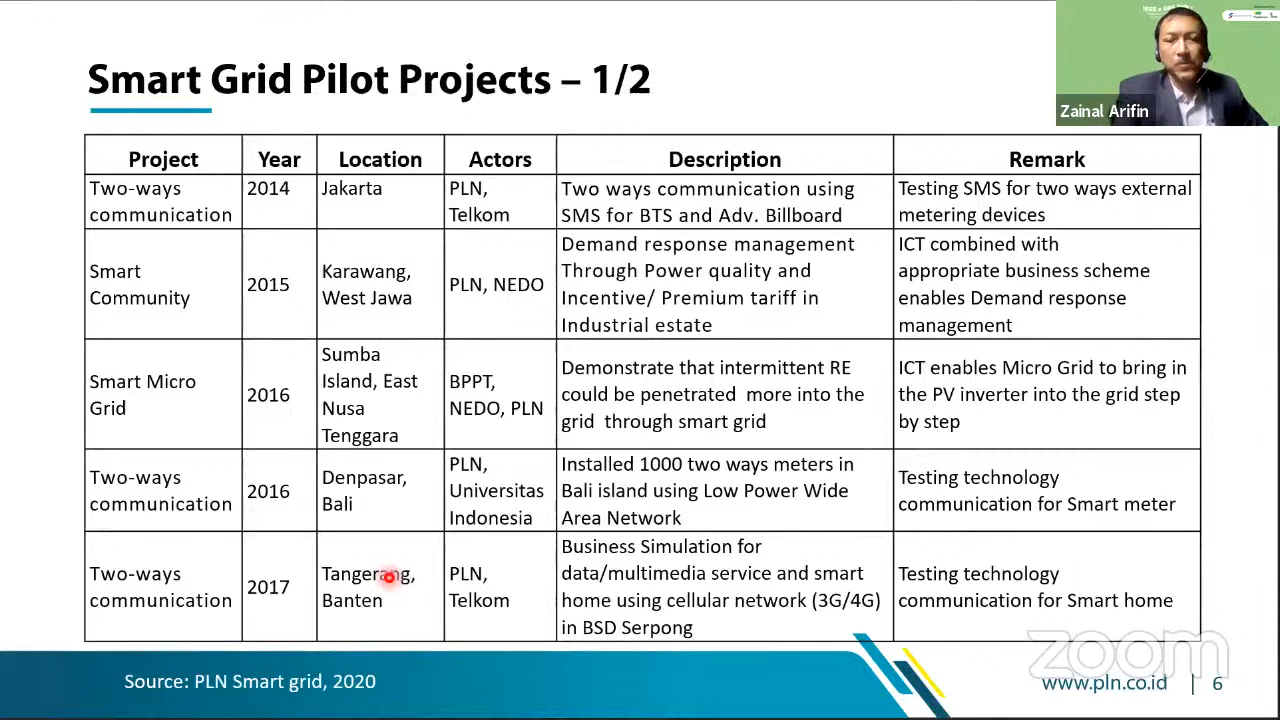 Smart Grid Pilot Projects – 1/2
Zainal Arifin
Project Year Location Actors Description Remark
Two-ways
communication
2014
Jakarta
PLN,
Telkom
Two ways communication using
SMS for BTS and Adv. Billboard
Testing SMS for two ways external
metering devices
Smart
Community
2015
Karawang,
West Jawa
PLN, NEDO
Demand response management
Through Power quality and
Incentive/ Premium tariff in
Industrial estate
ICT combined with
appropriate business scheme
enables Demand response
management
Smart Micro
Grid
2016
Sumba
Island, East
Nusa
Tenggara
BPPT,
NEDO, PLN
Demonstrate that intermittent RE
could be penetrated more into the
grid through smart grid
ICT enables Micro Grid to bring in
the PV inverter into the grid step
by step
Two-ways
communication
2016
Denpasar,
Bali
PLN,
Universitas
Indonesia
Installed 1000 two ways meters in
Bali island using Low Power Wide
Area Network
Testing technology
communication for Smart meter
Two-ways
communication
2017
Tangerang,
Banten
PLN,
Telkom
Business Simulation for
data/multimedia service and smart
home using cellular network (3G/4G)
in BSD Serpong
Testing technology
communication for Smart home
zoom
Source: PLN Smart grid, 2020
www.pln.co.id | 6